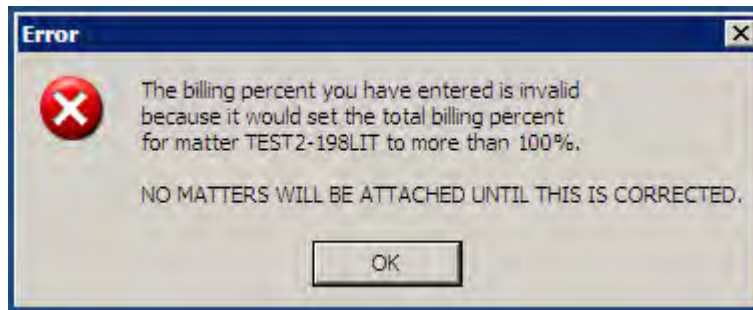 Error
The billing percent you have entered is invalid
because it would set the total billing percent
for matter TEST2-198LIT to more than 100%.
NO MATTERS WILL BE ATTACHED UNTIL THIS IS CORRECTED.
OK